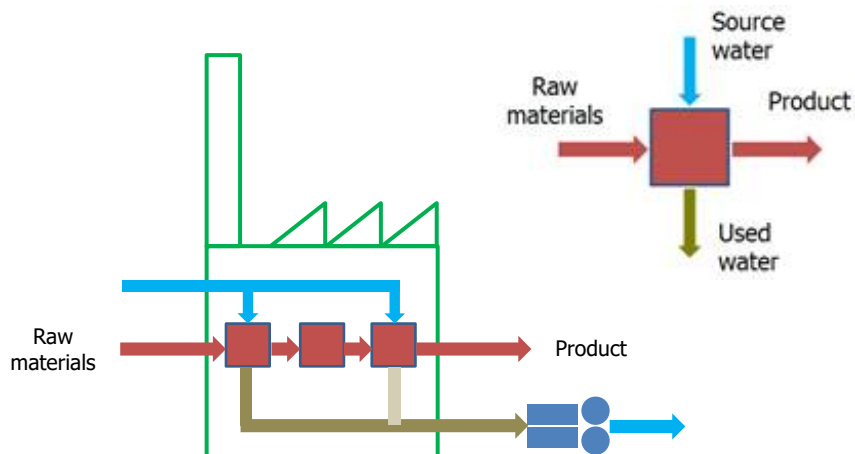 Source
water
Raw
materials
Product
Used
water
Raw
materials
Product